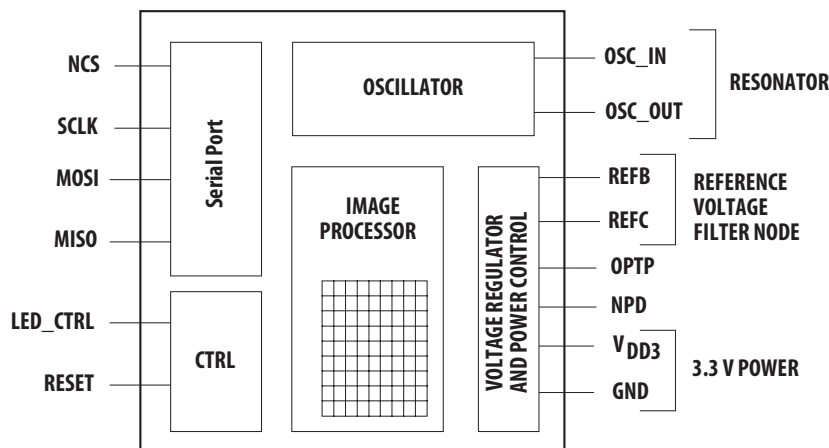 NCS
SCLK
MOSI
MISO
LED_CTRL
RESET
Serial Port
CTRL
OSCILLATOR
IMAGE
PROCESSOR
VOLTAGE REGULATOR
AND POWER CONTROL
OSC_IN
OSC_OUT
RESONATOR
REFB
REFC
REFERENCE
VOLTAGE
FILTER NODE
OPTP
NPD
VDD3
GND
3.3 V POWER